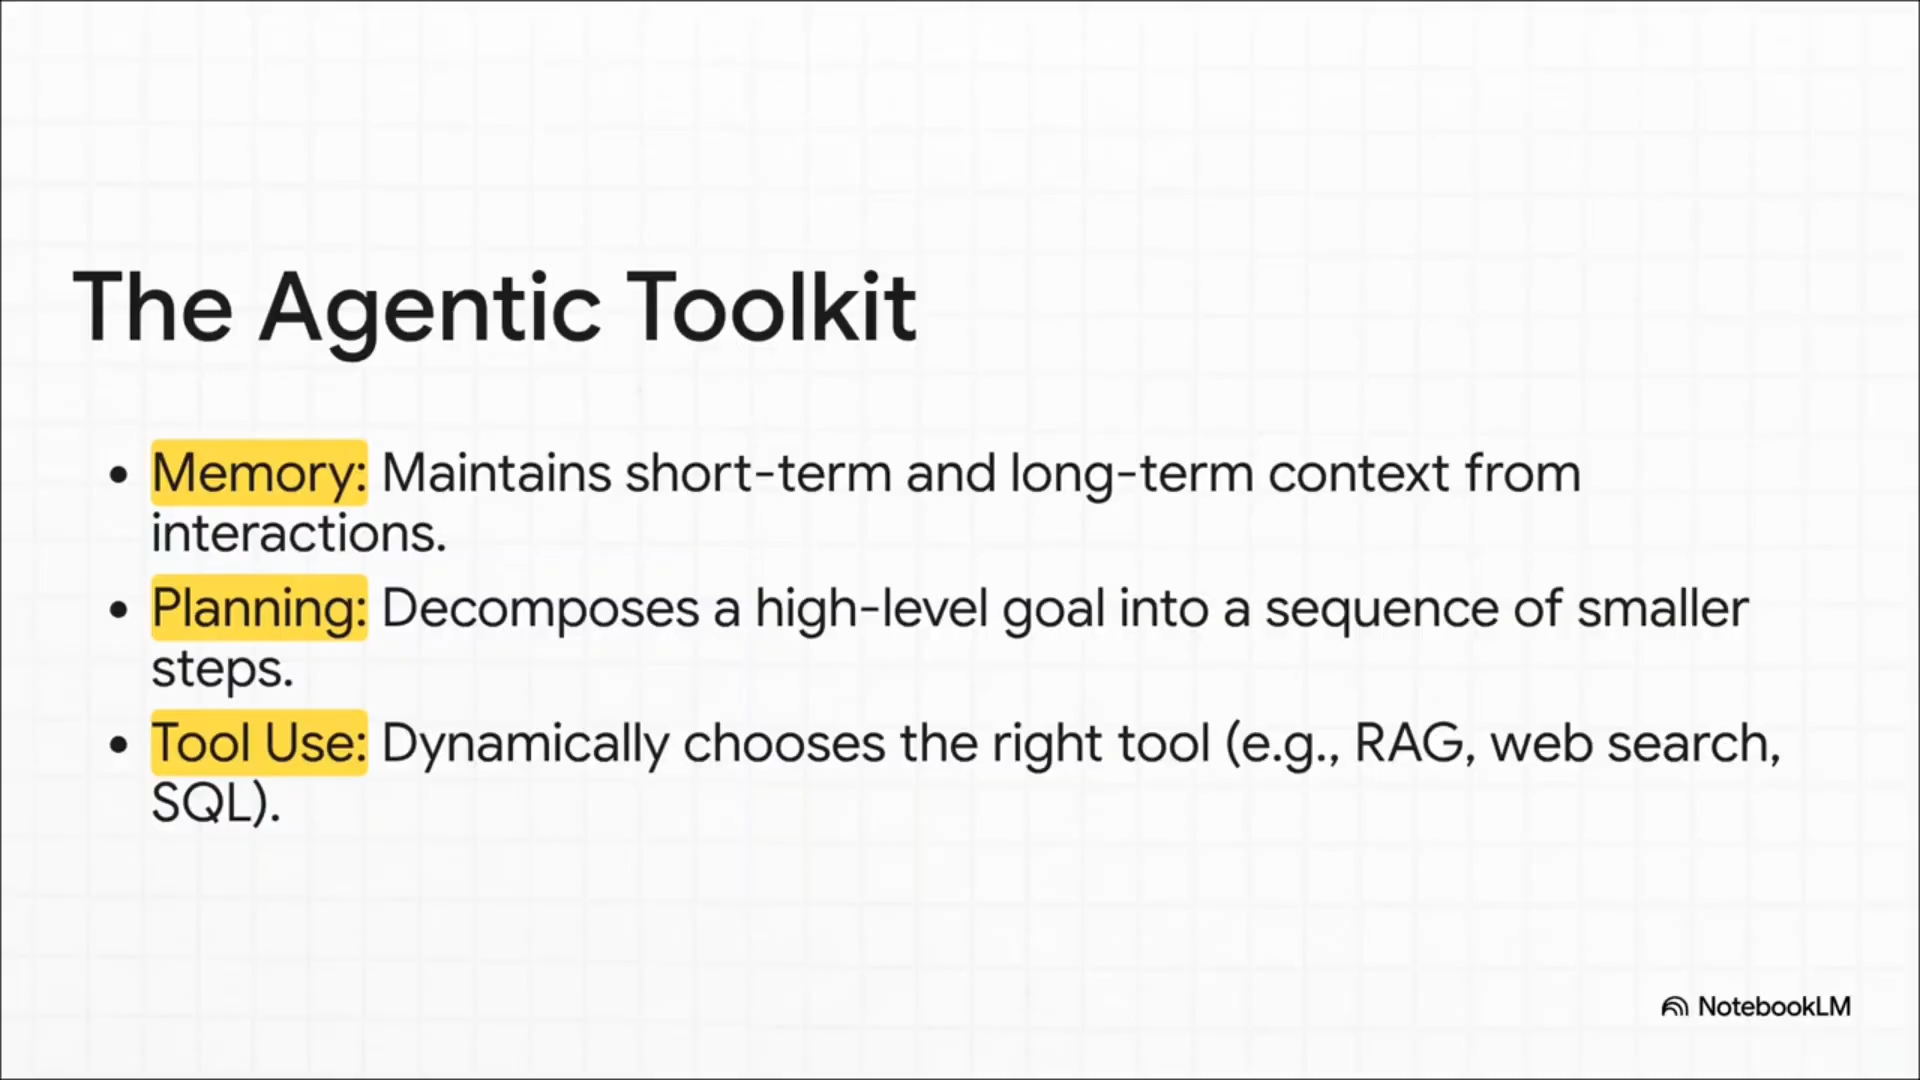 The Agentic Toolkit
• Memory: Maintains short-term and long-term context from
interactions.
• Planning: Decomposes a high-level goal into a sequence of smaller
steps.
• Tool Use: Dynamically chooses the right tool (e.g., RAG, web search,
SQL).
NotebookLM